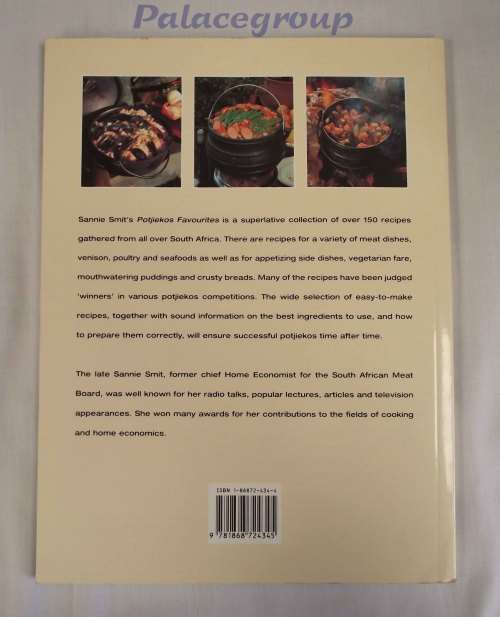 Palacegroup
Sannie Smit's Potjiekos Favourites is a superlative collection of over 150 recipes
gathered from all over South Africa. There are recipes for a variety of meat dishes,
venison, poultry and seafoods as well as for appetizing side dishes, vegetarian fare,
mouthwatering puddings and crusty breads. Many of the recipes have been judged
'winners' in various potjiekos competitions. The wide selection of easy-to-make
recipes, together with sound information on the best ingredients to use, and how
to prepare them correctly, will ensure successful potjiekos time after time.
The late Sannie Smit, former chief Home Economist for the South African Meat
Board, was well known for her radio talks, popular lectures, articles and television
appearances. She won many awards for her contributions to the fields of cooking
and home economics.
ISBN 1-86872-434-4
9 781868 724345